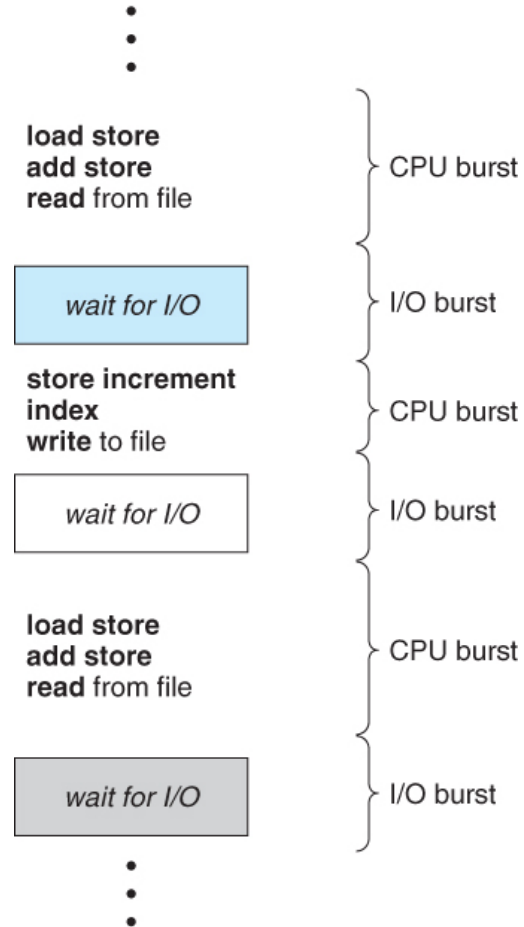 load store
add store
read from file
CPU burst
wait for I/O
I/O burst
store increment
index
write to file
CPU burst
wait for I/O
I/O burst
load store
add store
read from file
CPU burst
wait for I/O
I/O burst